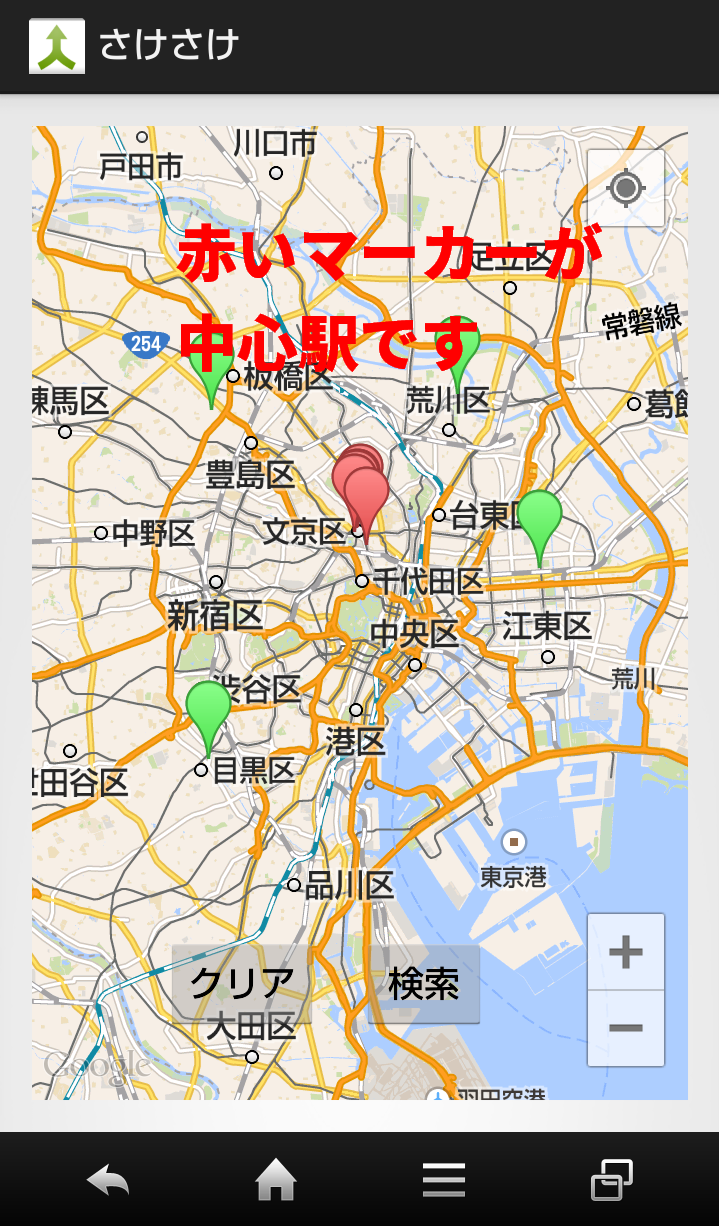 さけさけ
川口市
戸田市
赤いマーカーが
足立区
中心駅です
常磐線
254
板橋区
荒川区
練馬区
豊島区
文京区
台東区
中野区
千代田区
新宿区
中央区
江東区
渋谷区
荒川
港区
目黒区
世田谷区
東京港
品川区
クリア
検索
大田区
Google
羽田空港